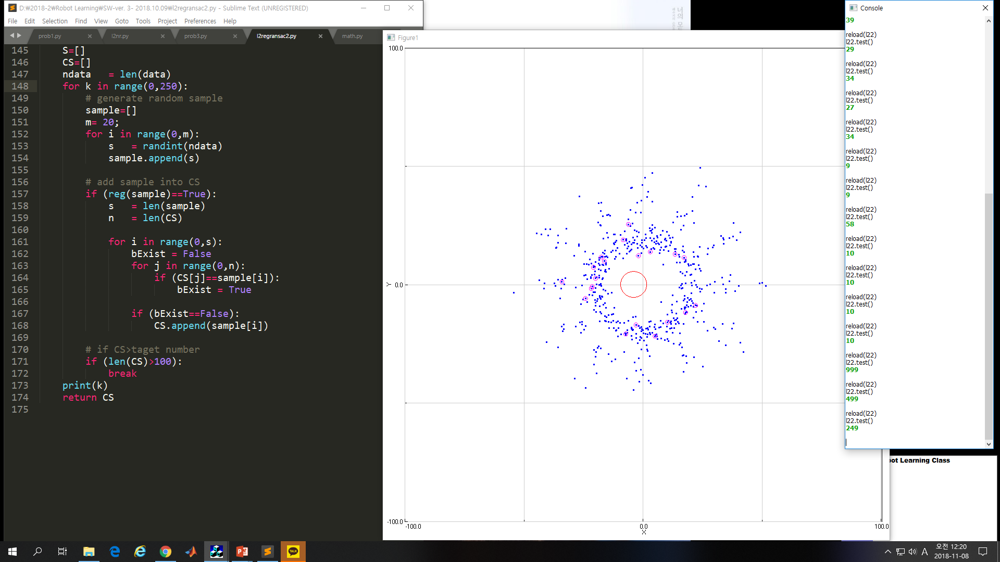 D:\2018-2\Robot Learning\SW-ver. 3- 2018.10.09\l2regransac2.py - Sublime Text (UNREGISTERED)
File Edit Selection Find View Goto Tools Project Preferences Help
prob1.py l2nr.py prob3.py l2regransac2.py math.py
145 S=[]
146 CS=[]
147 ndata = len(data)
148 for k in range(0,250):
149 # generate random sample
150 sample=[]
151 m= 20;
152 for i in range(0,m):
153 s = randint(ndata)
154 sample.append(s)
155
156 # add sample into CS
157 if (reg(sample)==True):
158 s = len(sample)
159 n = len(CS)
160
161 for i in range(0,s):
162 bExist = False
163 for j in range(0,n):
164 if (CS[j]==sample[i]):
165 bExist = True
166
167 if (bExist==False):
168 CS.append(sample[i])
169
170 # if CS>taget number
171 if (len(CS)>100):
172 break
173 print(k)
174 return CS
175
Figure1
100.0
Y 0.0
-100.0
-100.0 0.0 100.0
X
Console
39
reload(l22)
l22.test()
29
reload(l22)
l22.test()
34
reload(l22)
l22.test()
27
reload(l22)
l22.test()
34
reload(l22)
l22.test()
9
reload(l22)
l22.test()
9
reload(l22)
l22.test()
58
reload(l22)
l22.test()
10
reload(l22)
l22.test()
10
reload(l22)
l22.test()
10
reload(l22)
l22.test()
10
reload(l22)
l22.test()
999
reload(l22)
l22.test()
499
reload(l22)
l22.test()
249
Learning Class
TALK
A
오전 12:20
2018-11-08